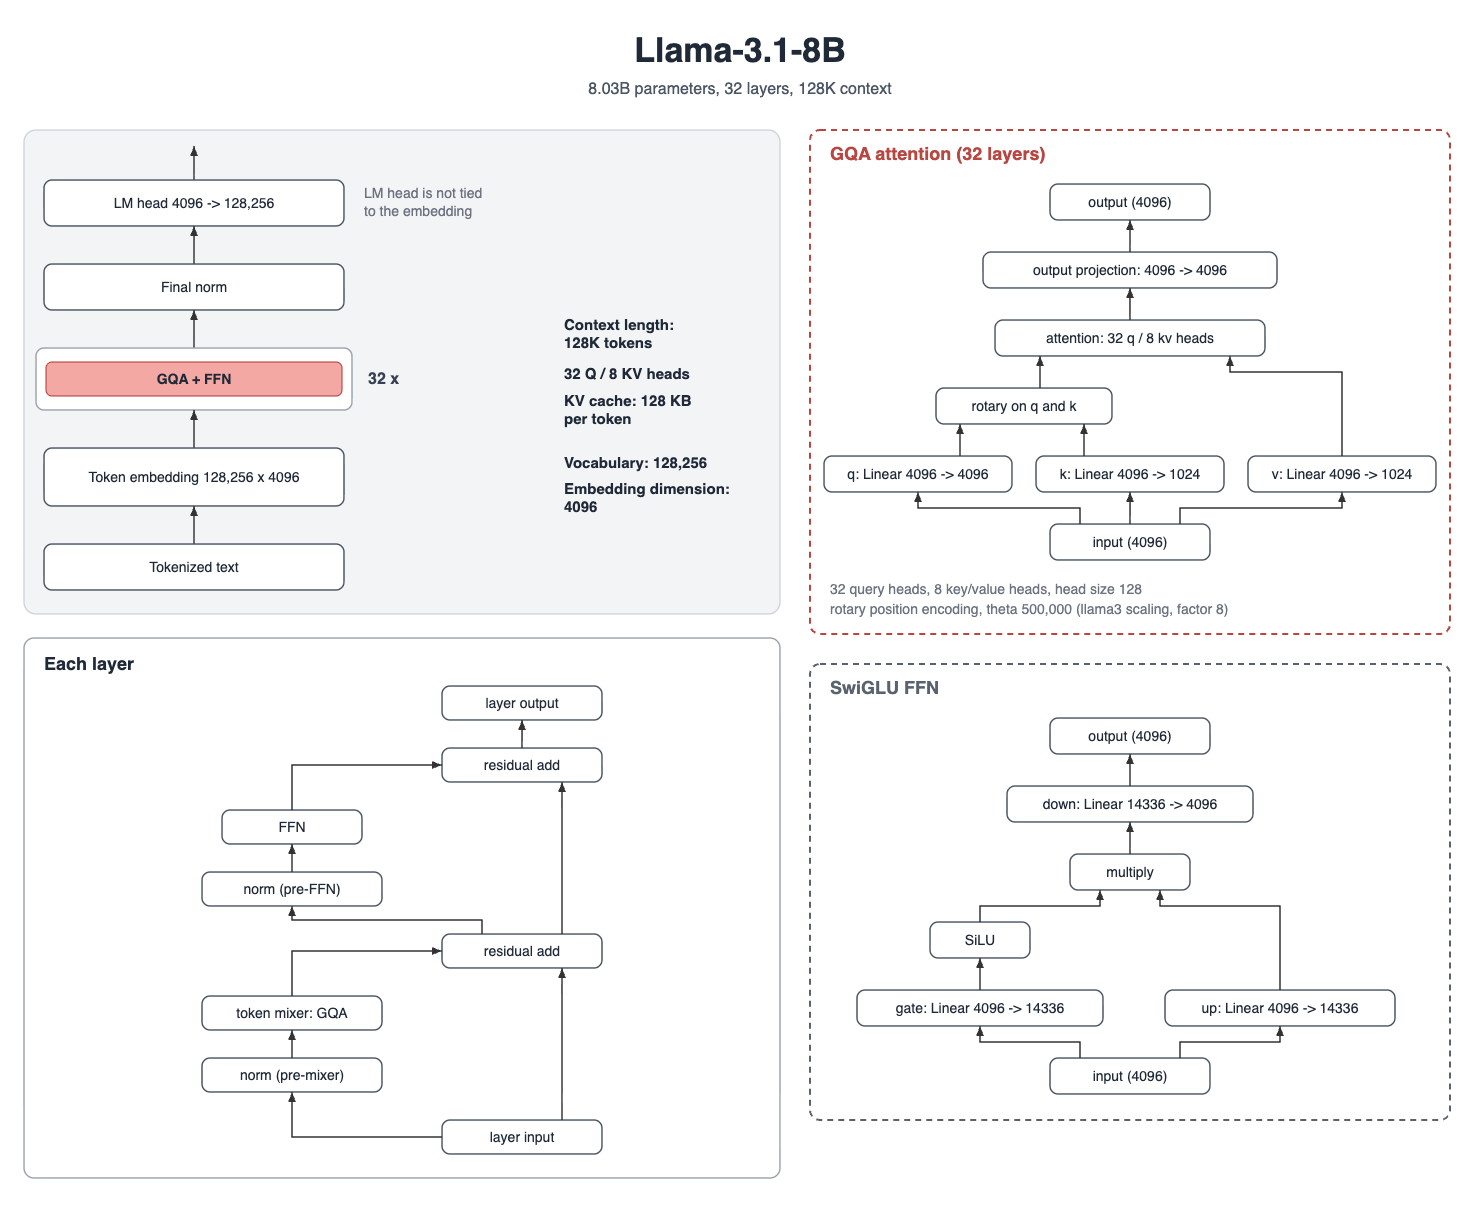 Llama-3.1-8B
8.03B parameters, 32 layers, 128K context
LM head 4096 -> 128,256
LM head is not tied
to the embedding
Final norm
GQA + FFN
32 x
Token embedding 128,256 x 4096
Tokenized text
Context length:
128K tokens
32 Q / 8 KV heads
KV cache: 128 KB
per token
Vocabulary: 128,256
Embedding dimension:
4096
GQA attention (32 layers)
output (4096)
output projection: 4096 -> 4096
attention: 32 q / 8 kv heads
rotary on q and k
q: Linear 4096 -> 4096
k: Linear 4096 -> 1024
v: Linear 4096 -> 1024
input (4096)
32 query heads, 8 key/value heads, head size 128
rotary position encoding, theta 500,000 (llama3 scaling, factor 8)
Each layer
layer output
residual add
FFN
norm (pre-FFN)
residual add
token mixer: GQA
norm (pre-mixer)
layer input
SwiGLU FFN
output (4096)
down: Linear 14336 -> 4096
multiply
SiLU
gate: Linear 4096 -> 14336
up: Linear 4096 -> 14336
input (4096)